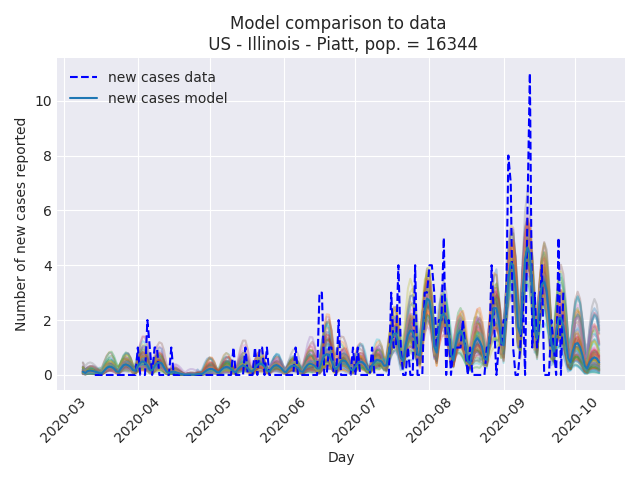 Model comparison to data
US - Illinois - Piatt, pop. = 16344
new cases data
new cases model
Number of new cases reported
10
8
6
4
2
0
2020-03
2020-04
2020-05
2020-06
2020-07
2020-08
2020-09
2020-10
Day